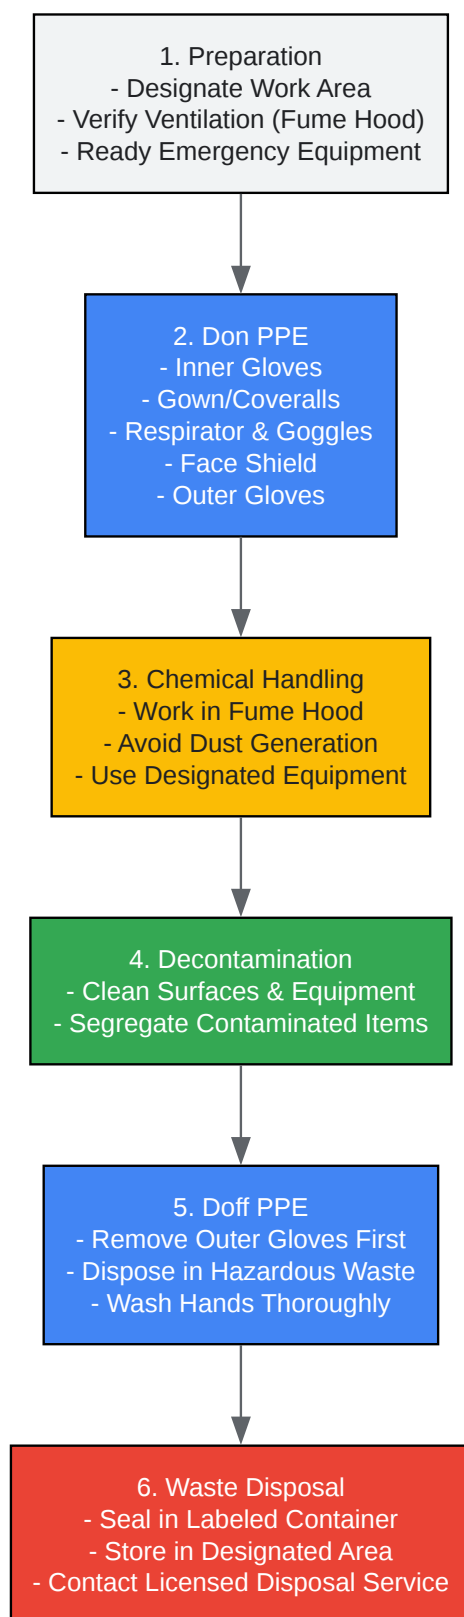 1. Preparation
- Designate Work Area
- Verify Ventilation (Fume Hood)
- Ready Emergency Equipment
2. Don PPE
- Inner Gloves
- Gown/Coveralls
- Respirator & Goggles
- Face Shield
- Outer Gloves
3. Chemical Handling
- Work in Fume Hood
- Avoid Dust Generation
- Use Designated Equipment
4. Decontamination
- Clean Surfaces & Equipment
- Segregate Contaminated Items
5. Doff PPE
- Remove Outer Gloves First
- Dispose in Hazardous Waste
- Wash Hands Thoroughly
6. Waste Disposal
- Seal in Labeled Container
- Store in Designated Area
- Contact Licensed Disposal Service